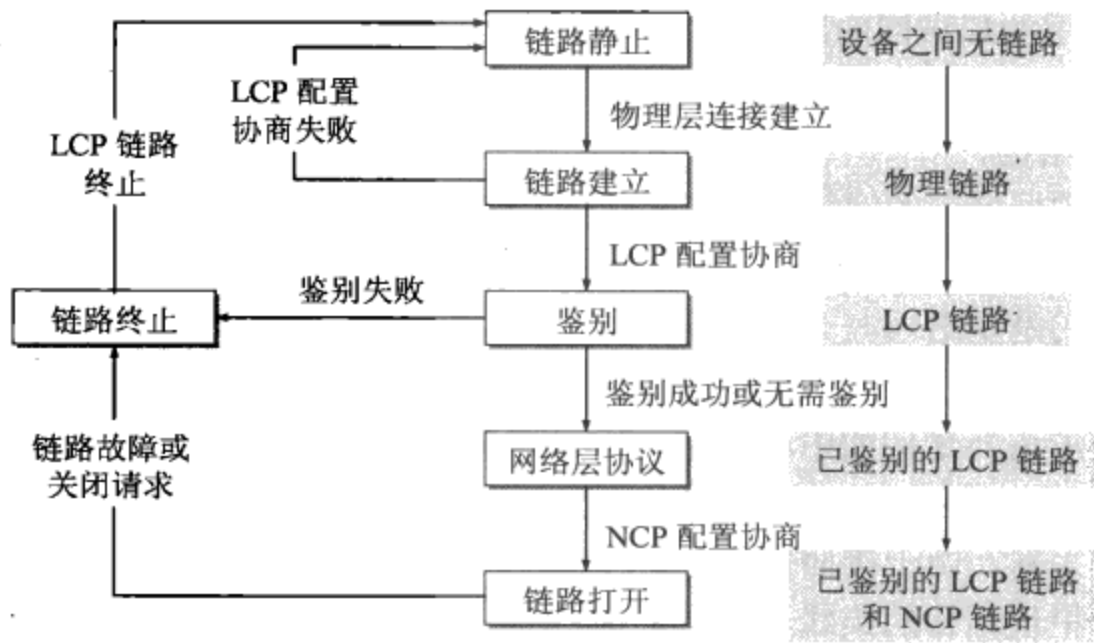 链路静止
设备之间无链路
LCP 配置
协商失败
物理层连接建立
LCP 链路
终止
链路建立
物理链路
LCP 配置协商
鉴别失败
链路终止
鉴别
LCP 链路
鉴别成功或无需鉴别
链路故障或
关闭请求
网络层协议
已鉴别的 LCP 链路
NCP 配置协商
链路打开
已鉴别的 LCP 链路
和 NCP 链路